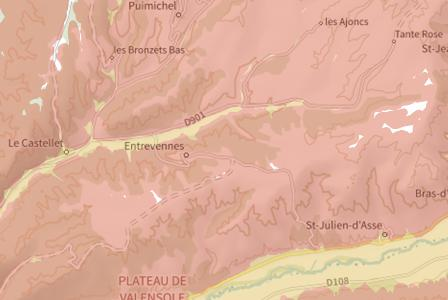 Puimichel
les Ajoncs
Tante Rose
les Bronzets Bas
St-Je
D901
Le Castellet
Entrevennes
Bras-d'
St-Julien-d'Asse
PLATEAU DE
VALENSOLE
D108